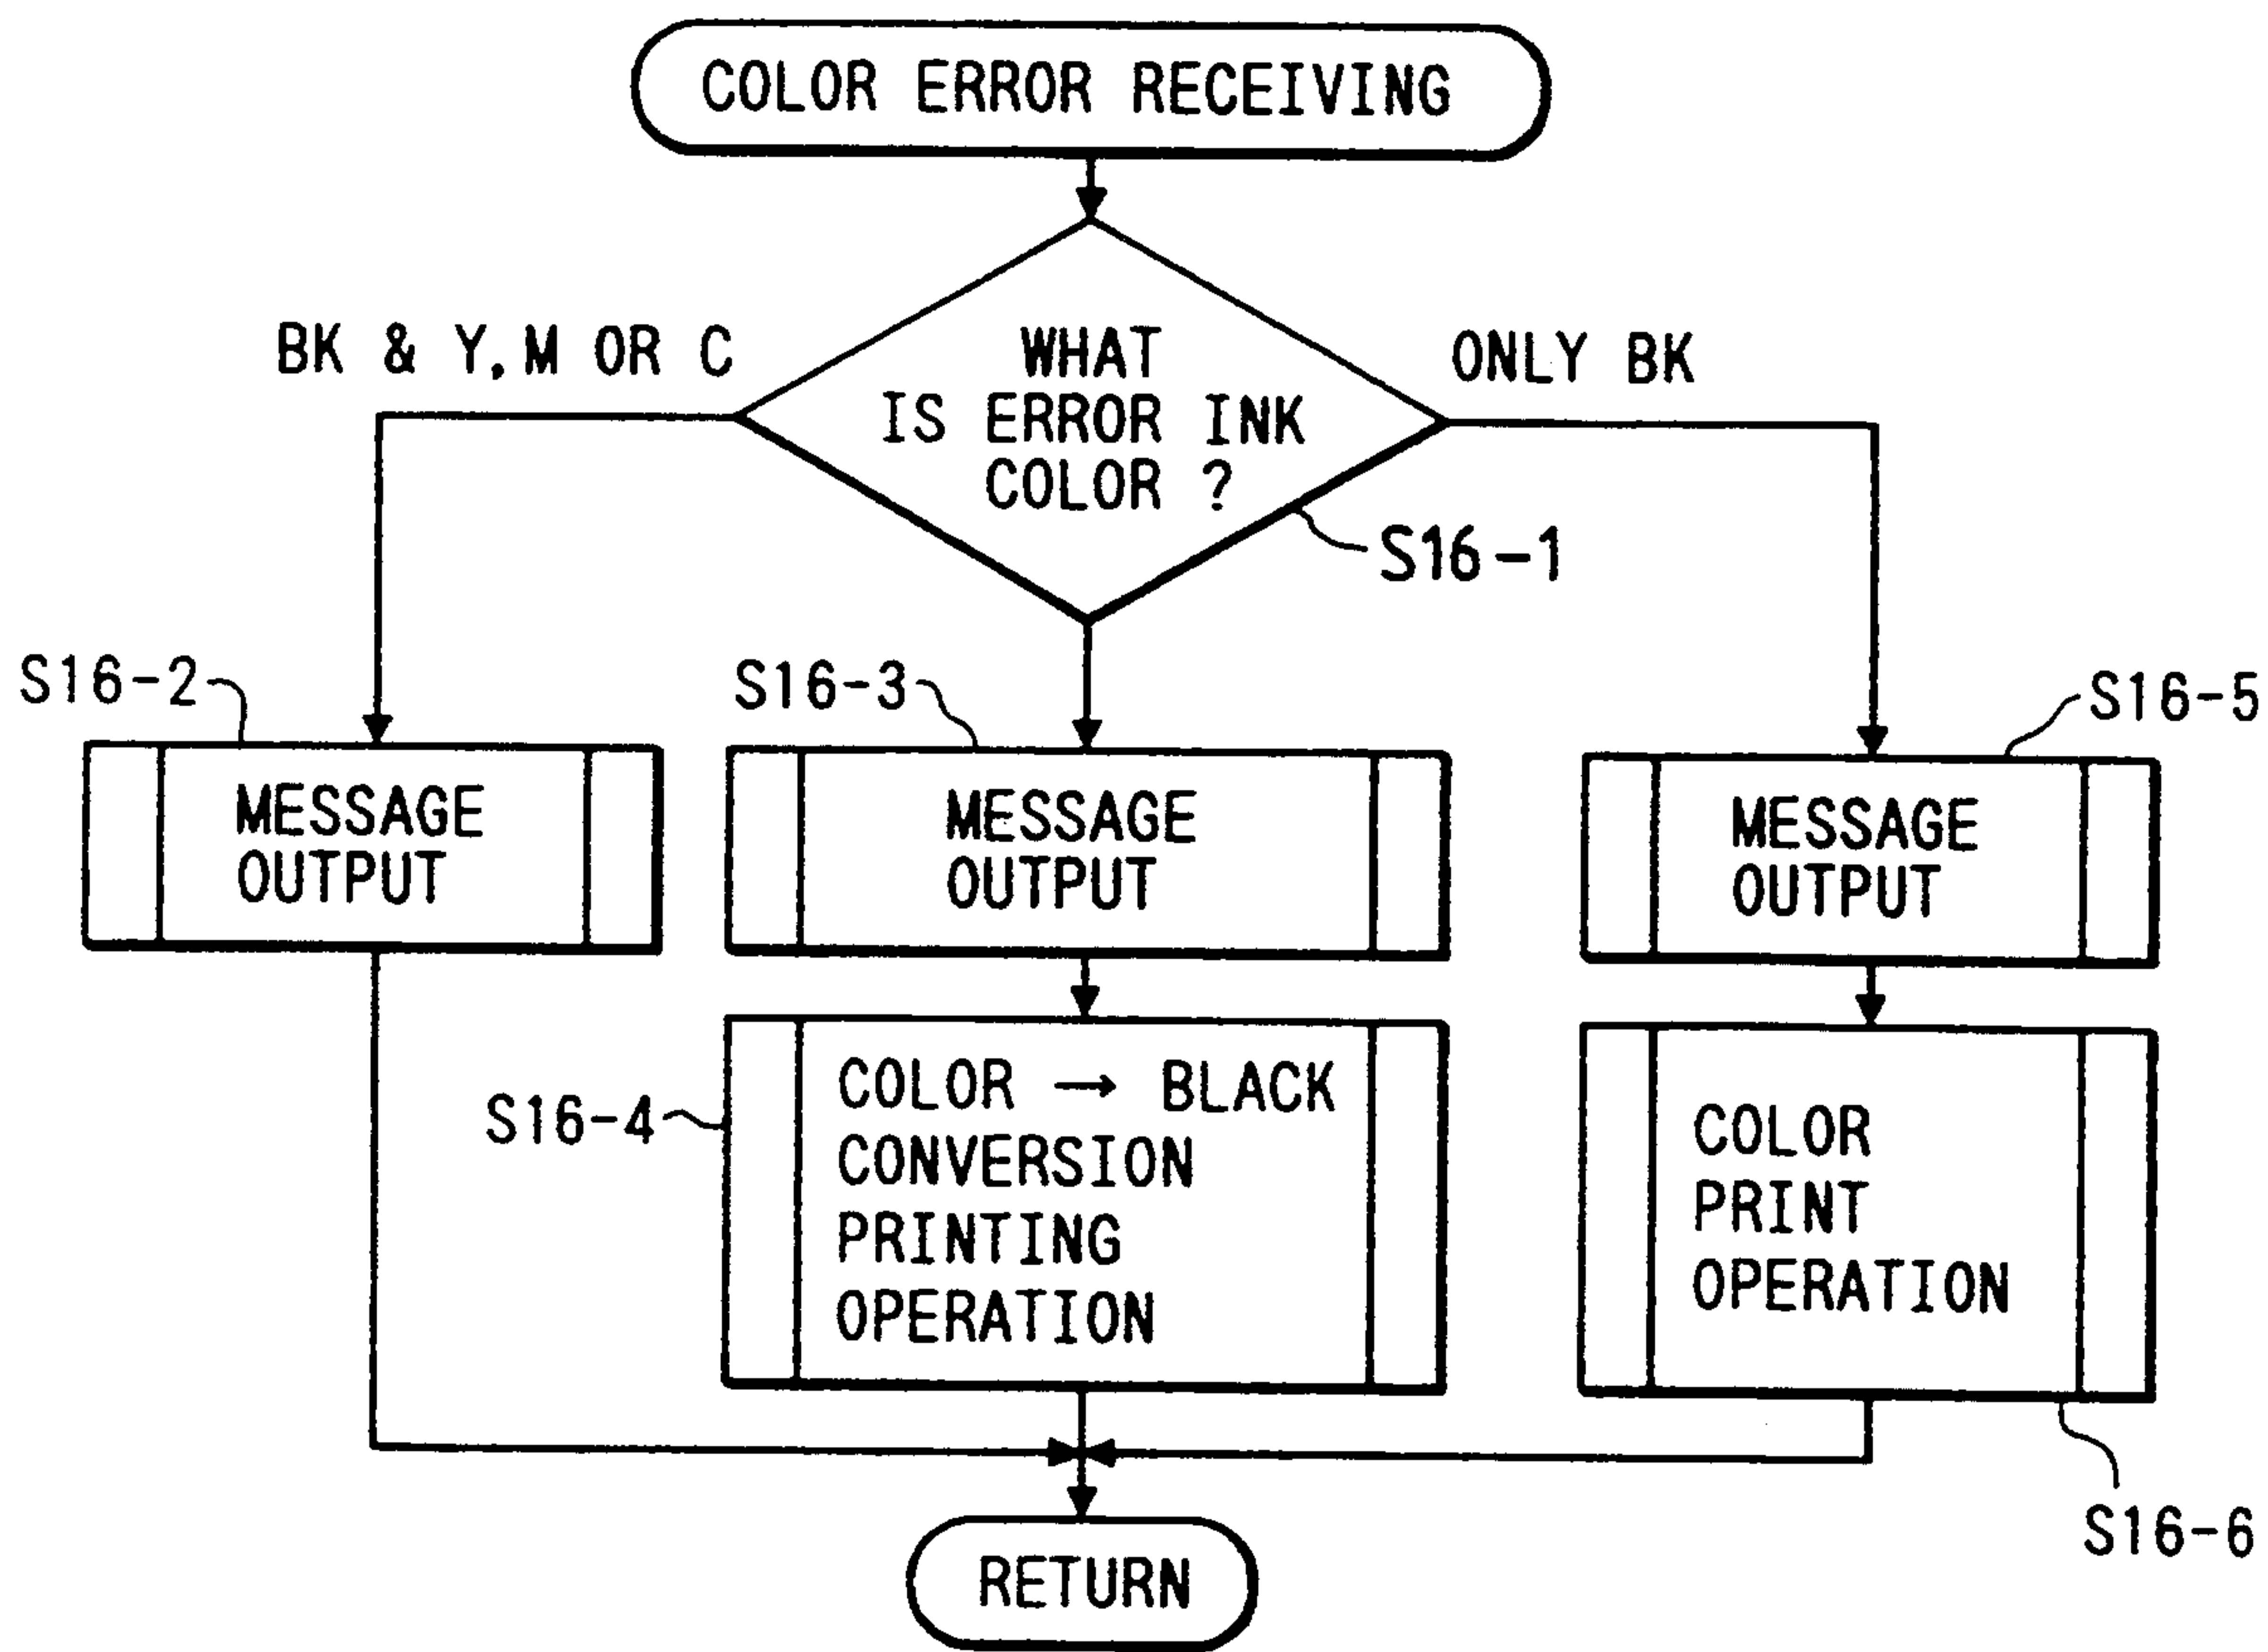 COLOR ERROR RECEIVING
BK & Y,M OR C
WHAT
IS ERROR INK
COLOR ?
ONLY BK
S16-1
S16-2
S16-3
S16-5
MESSAGE
OUTPUT
MESSAGE
OUTPUT
MESSAGE
OUTPUT
S16-4
COLOR → BLACK
CONVERSION
PRINTING
OPERATION
COLOR
PRINT
OPERATION
S16-6
RETURN